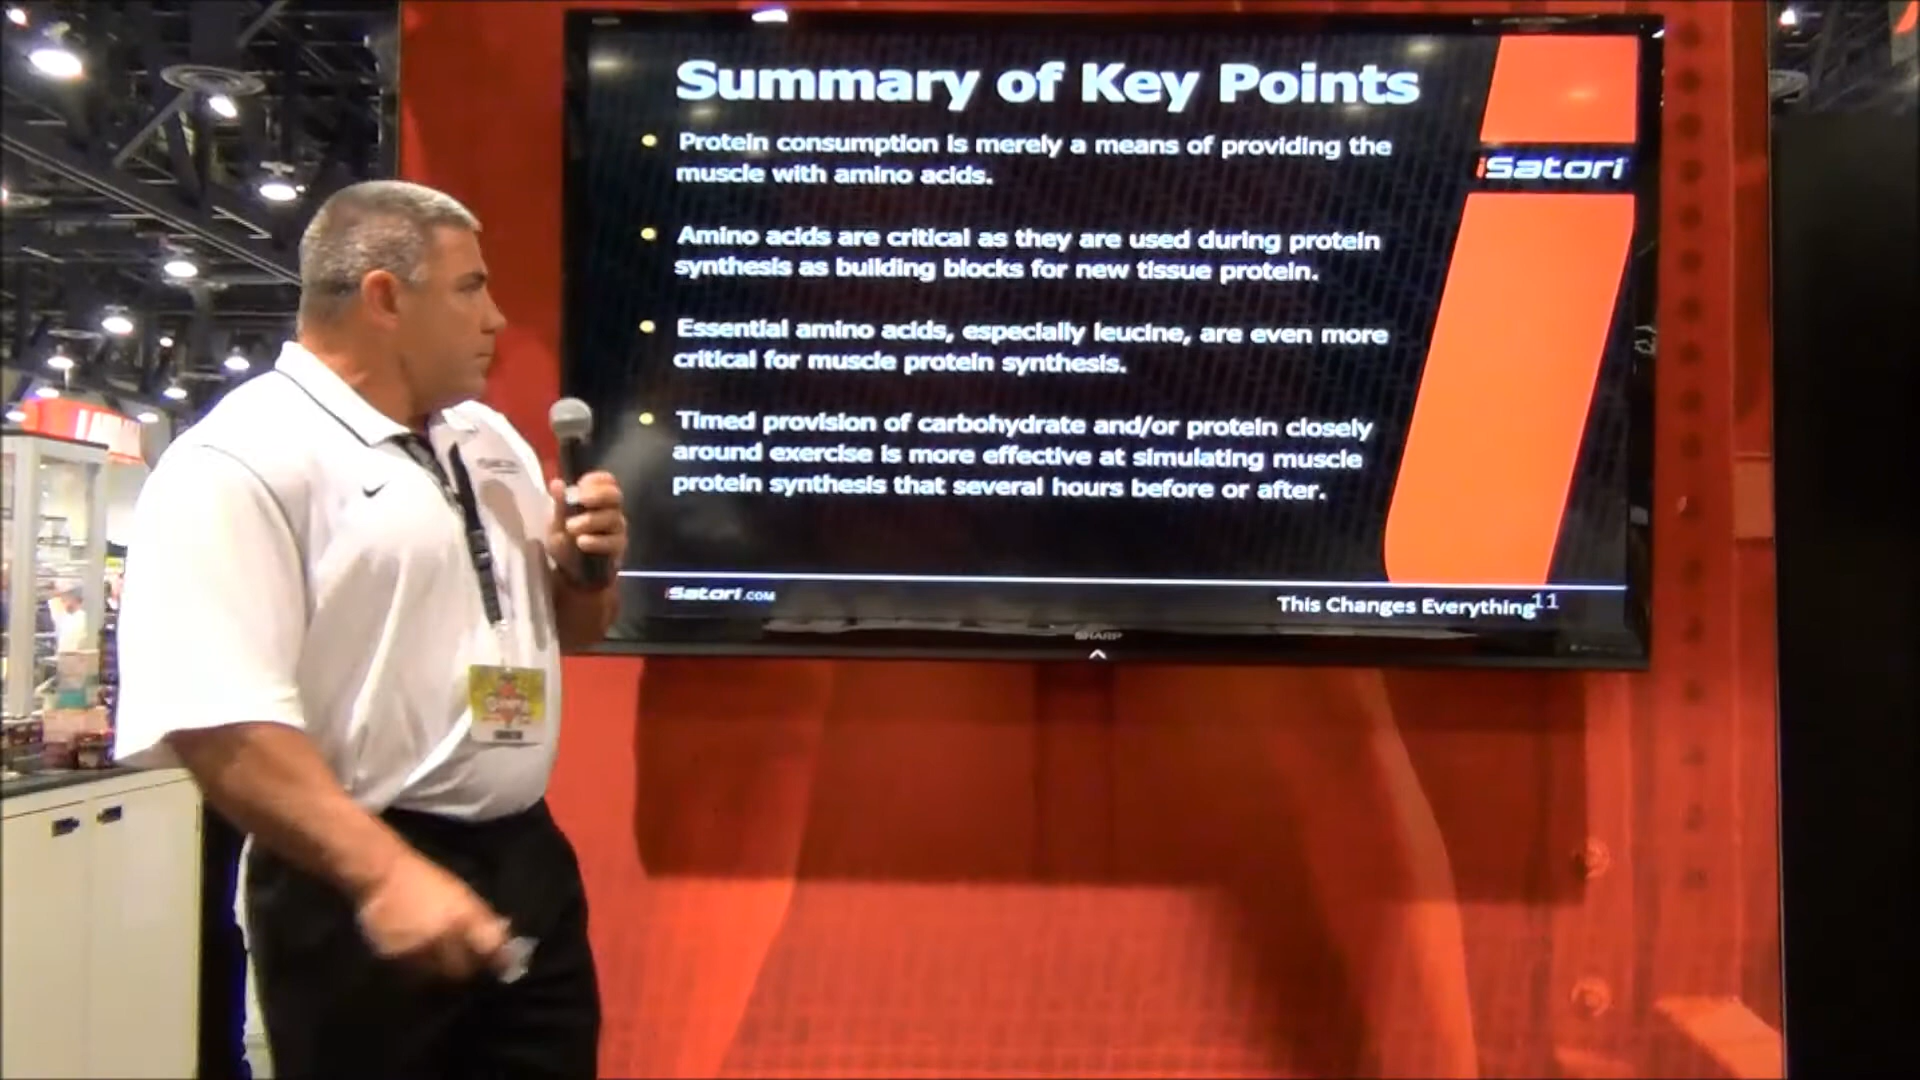 Summary of Key Points
• Protein consumption is merely a means of providing the
muscle with amino acids.
• Amino acids are critical as they are used during protein
synthesis as building blocks for new tissue protein.
• Essential amino acids, especially leucine, are even more
critical for muscle protein synthesis.
• Timed provision of carbohydrate and/or protein closely
around exercise is more effective at simulating muscle
protein synthesis that several hours before or after.
iSatori
iSatori.COM
This Changes Everything 11
SHARP